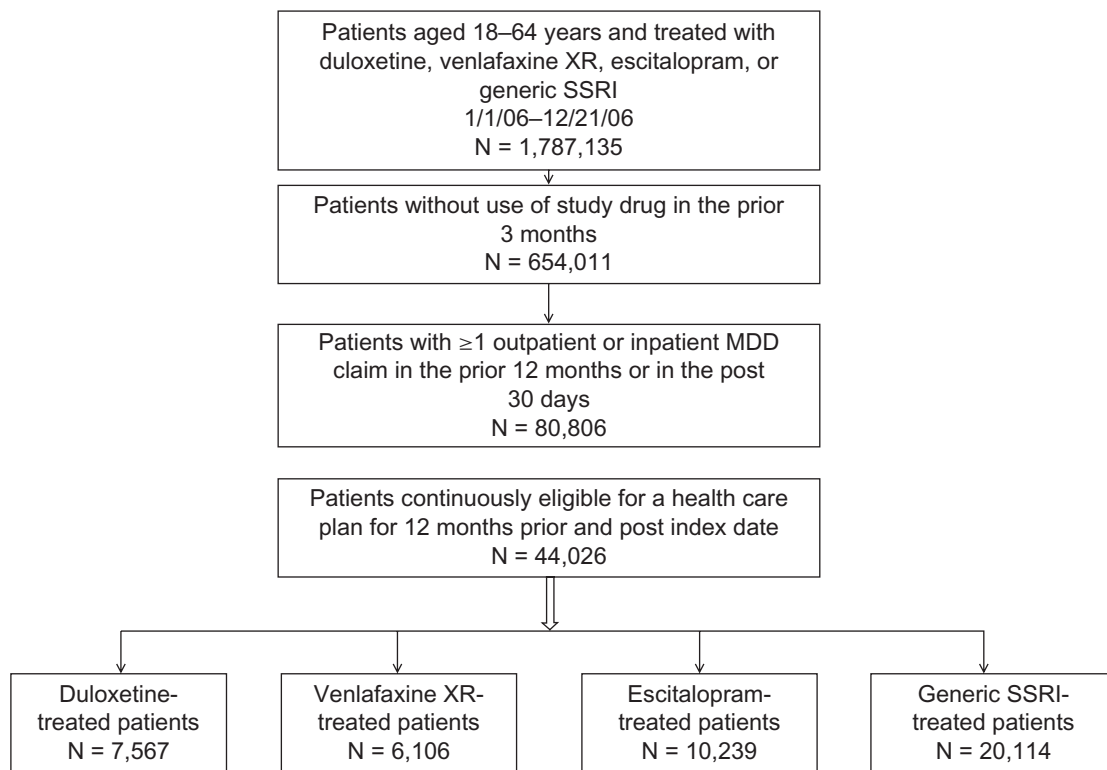 Patients aged 18–64 years and treated with
duloxetine, venlafaxine XR, escitalopram, or
generic SSRI
1/1/06–12/21/06
N = 1,787,135
Patients without use of study drug in the prior
3 months
N = 654,011
Patients with ≥1 outpatient or inpatient MDD
claim in the prior 12 months or in the post
30 days
N = 80,806
Patients continuously eligible for a health care
plan for 12 months prior and post index date
N = 44,026
Duloxetine-
treated patients
N = 7,567
Venlafaxine XR-
treated patients
N = 6,106
Escitalopram-
treated patients
N = 10,239
Generic SSRI-
treated patients
N = 20,114